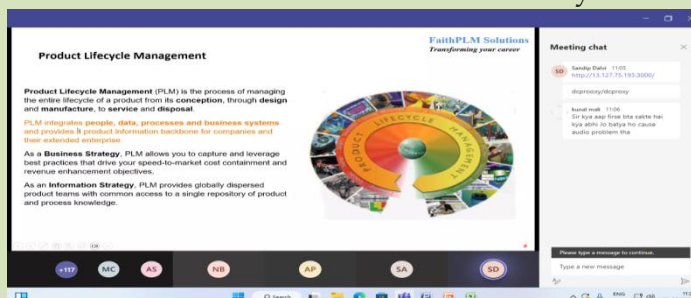 FaithPLM Solutions
Transforming your career
Product Lifecycle Management
Product Lifecycle Management (PLM) is the process of managing
the entire lifecycle of a product from its conception, through design
and manufacture, to service and disposal.
PLM integrates people, data, processes and business systems
and provides a product information backbone for companies and
their extended enterprise.
As a Business Strategy, PLM allows you to capture and leverage
best practices that drive your speed-to-market cost containment and
revenue enhancement objectives.
As an Information Strategy, PLM provides globally dispersed
product teams with common access to a single repository of product
and process knowledge.
PRODUCT LIFECYCLE MANAGEMENT
+117
MC
AS
NB
AP
SA
SD
Meeting chat
SD
Sandip Dalvi 11:05
http://13.127.75.193:3000/
dcproxy/dcproxy
kunal mali 11:06
Sir kya aap firse bta sakte hai
kya abhi Jo batya ho cause
audio problem tha
Please type a message to continue.
Type a new message
Search
ENG